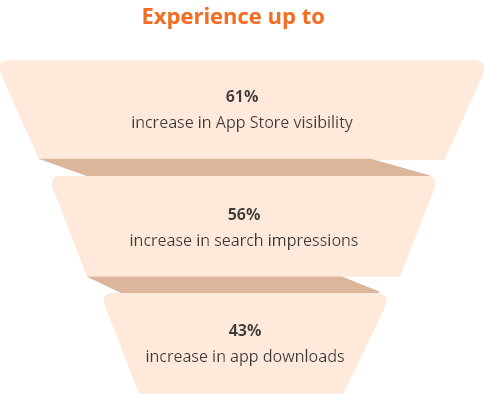 Experience up to
61%
increase in App Store visibility
56%
increase in search impressions
43%
increase in app downloads